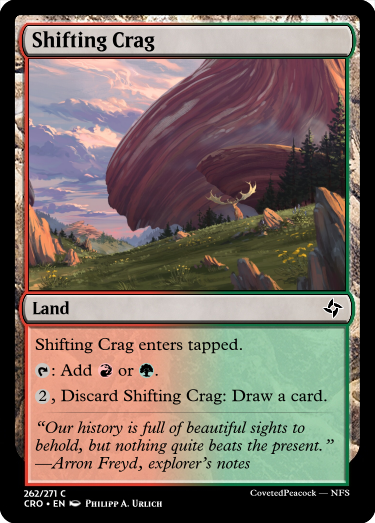 Shifting Crag
Land
Shifting Crag enters tapped.
: Add or .
2, Discard Shifting Crag: Draw a card.
“Our history is full of beautiful sights to
behold, but nothing quite beats the present.”
—Arron Freyd, explorer’s notes
262/271 C
CovetedPeacock — NFS
CRO • EN Philipp A. Urlich